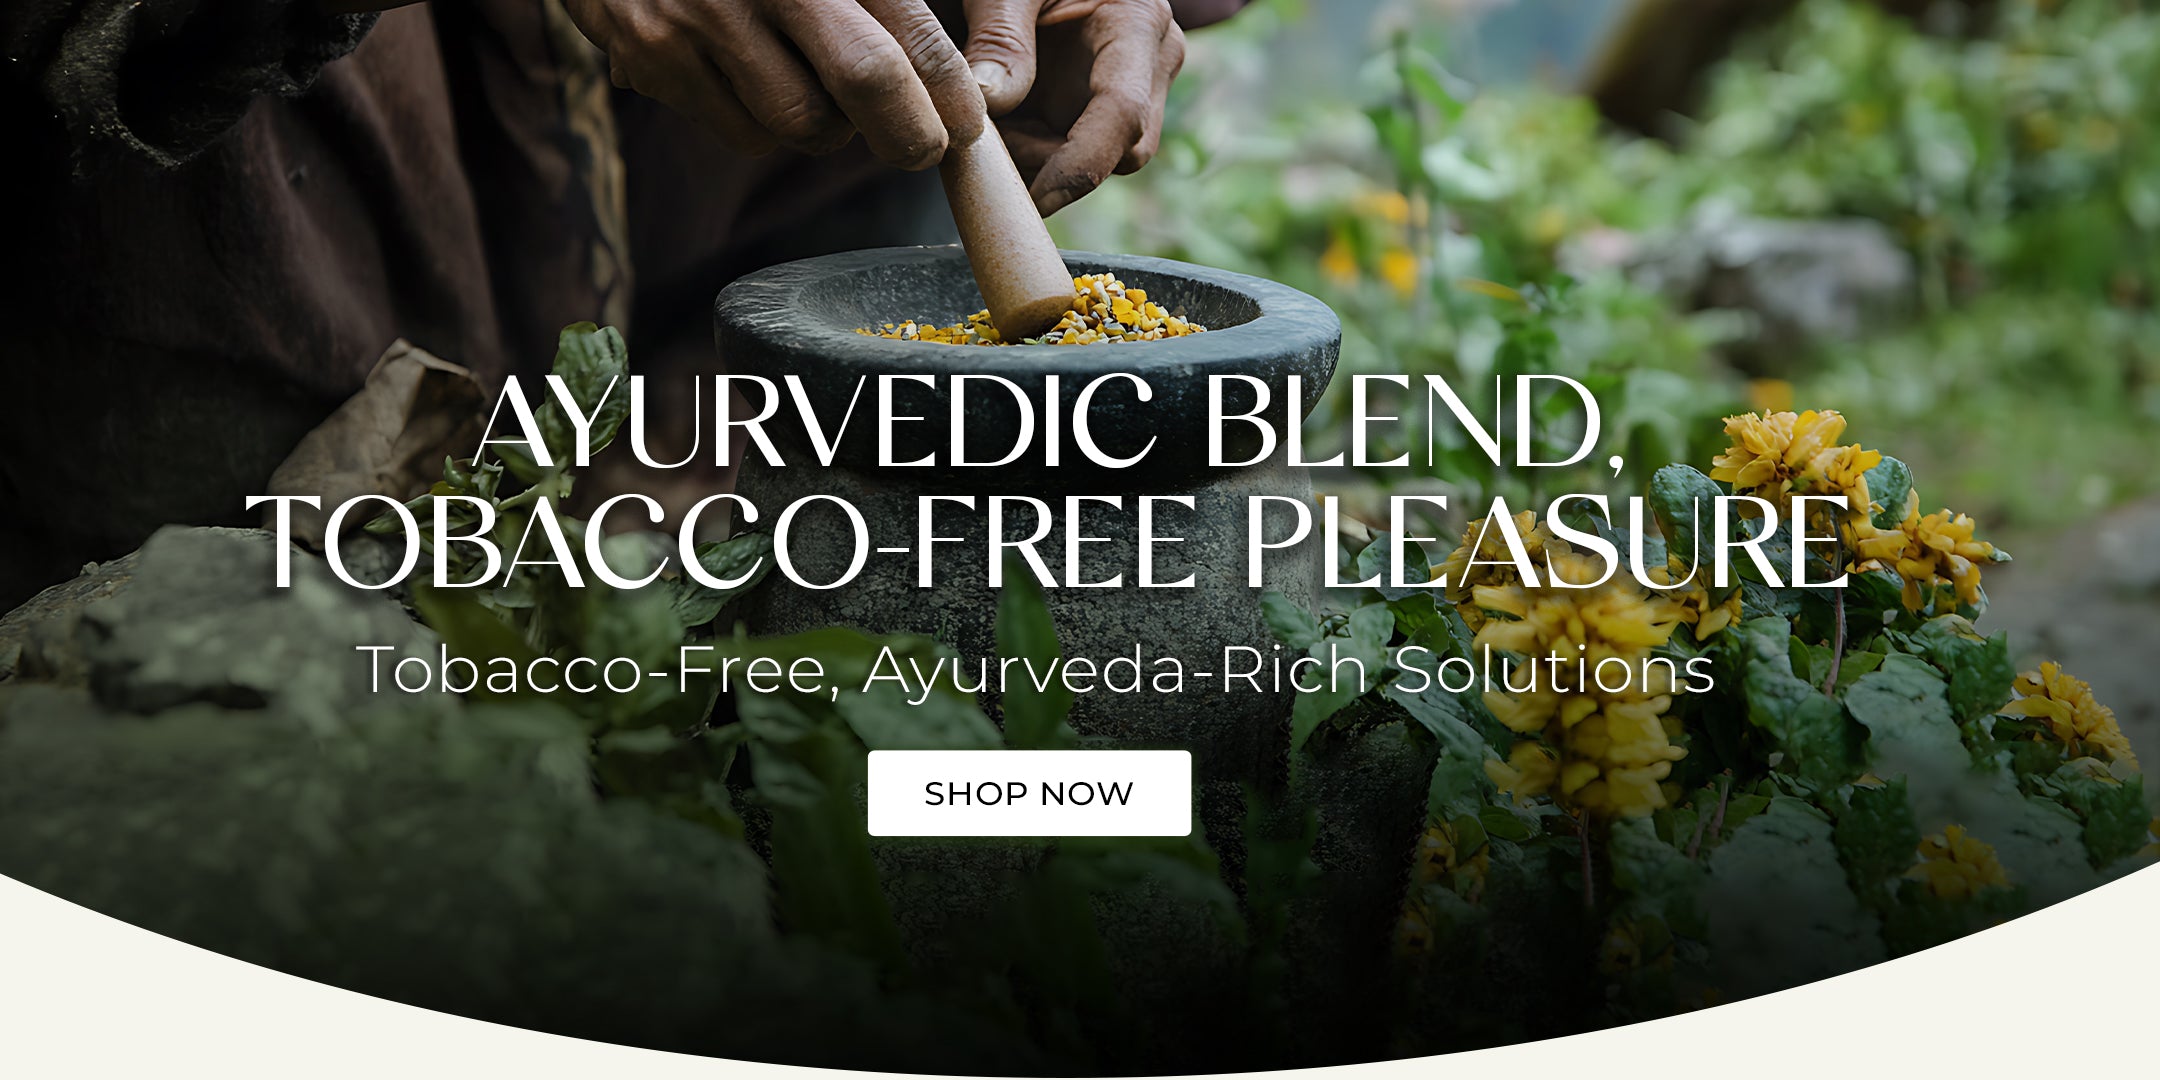 AYURVEDIC BLEND,
TOBACCO-FREE PLEASURE
Tobacco-Free, Ayurveda-Rich Solutions
SHOP NOW